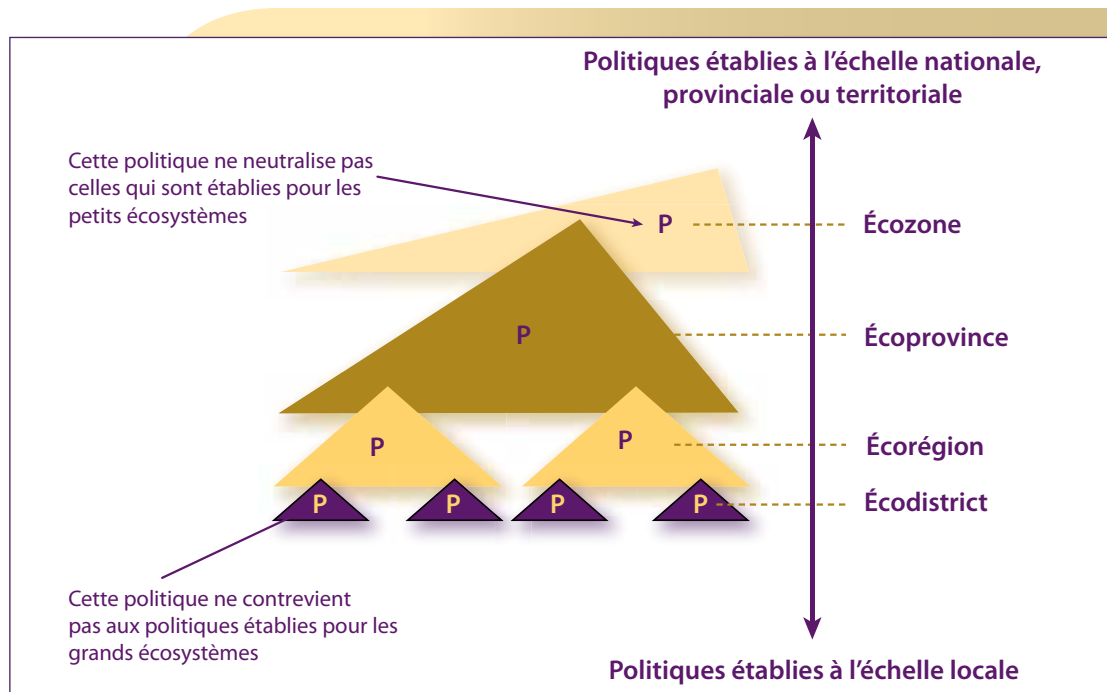 Politiques établies à l'échelle nationale,
provinciale ou territoriale
Cette politique ne neutralise pas
celles qui sont établies pour les
petits écosystèmes
P
Écozone
P
Écoprovince
P
P
Écorégion
P
P
P
P
Écodistrict
Cette politique ne contrevient
pas aux politiques établies pour les
grands écosystèmes
Politiques établies à l'échelle locale